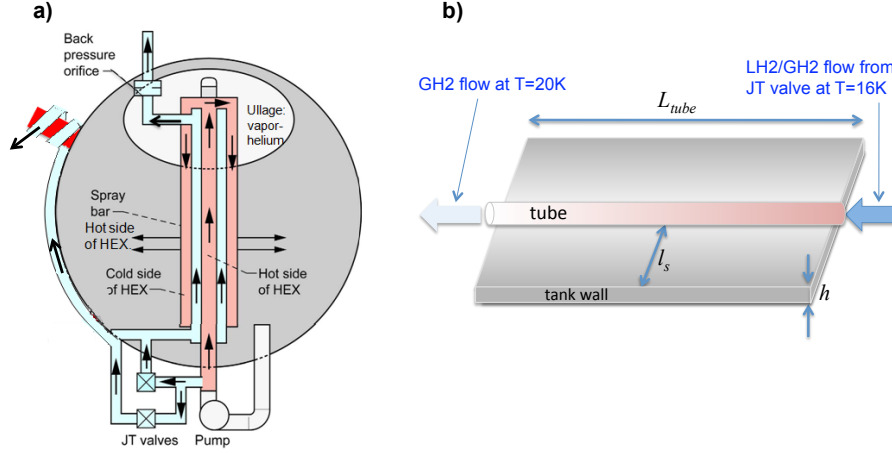 a)
Back
pressure
orifice
Ullage:
vapor-
helium
Spray
bar
Hot side
of HEX
Cold side
of HEX
Hot side
of HEX
JT valves
Pump
b)
GH2 flow at T=20K
LH2/GH2 flow from
JT valve at T=16K
L_tube
tube
l_s
tank wall
h